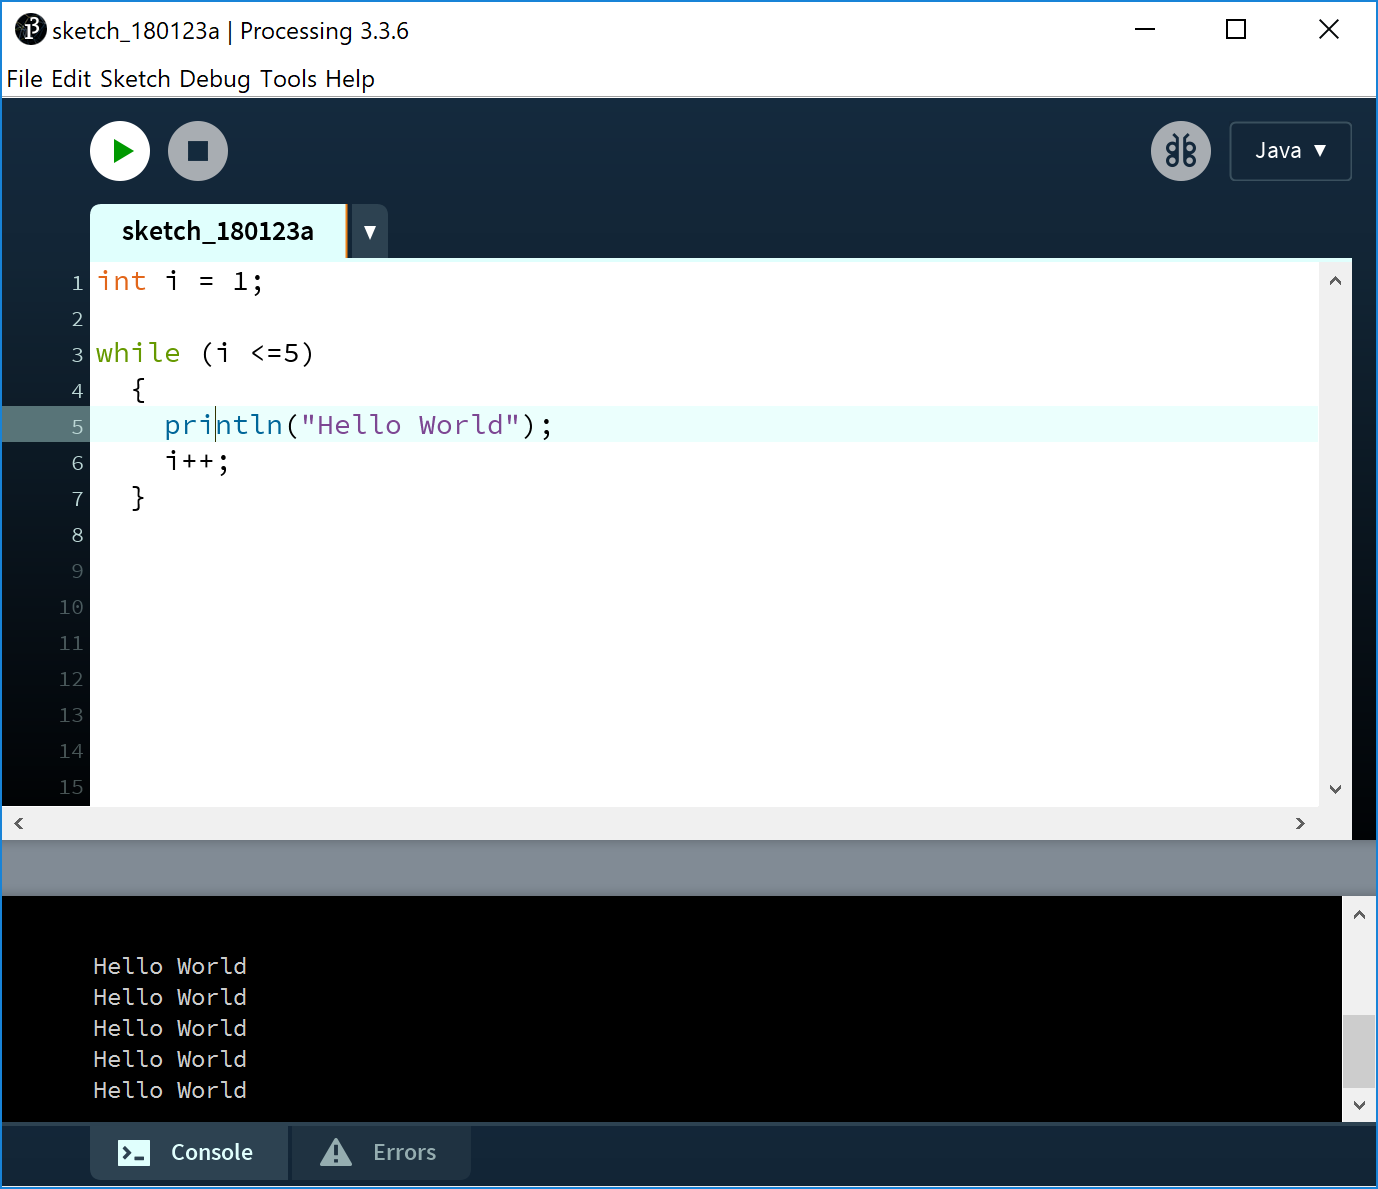 sketch_180123a | Processing 3.3.6
File Edit Sketch Debug Tools Help
Java ▼
sketch_180123a ▼
1 int i = 1;
2
3 while (i <=5)
4   {
5     println("Hello World");
6     i++;
7   }
8
9
10
11
12
13
14
15
Hello World
Hello World
Hello World
Hello World
Hello World
Console Errors